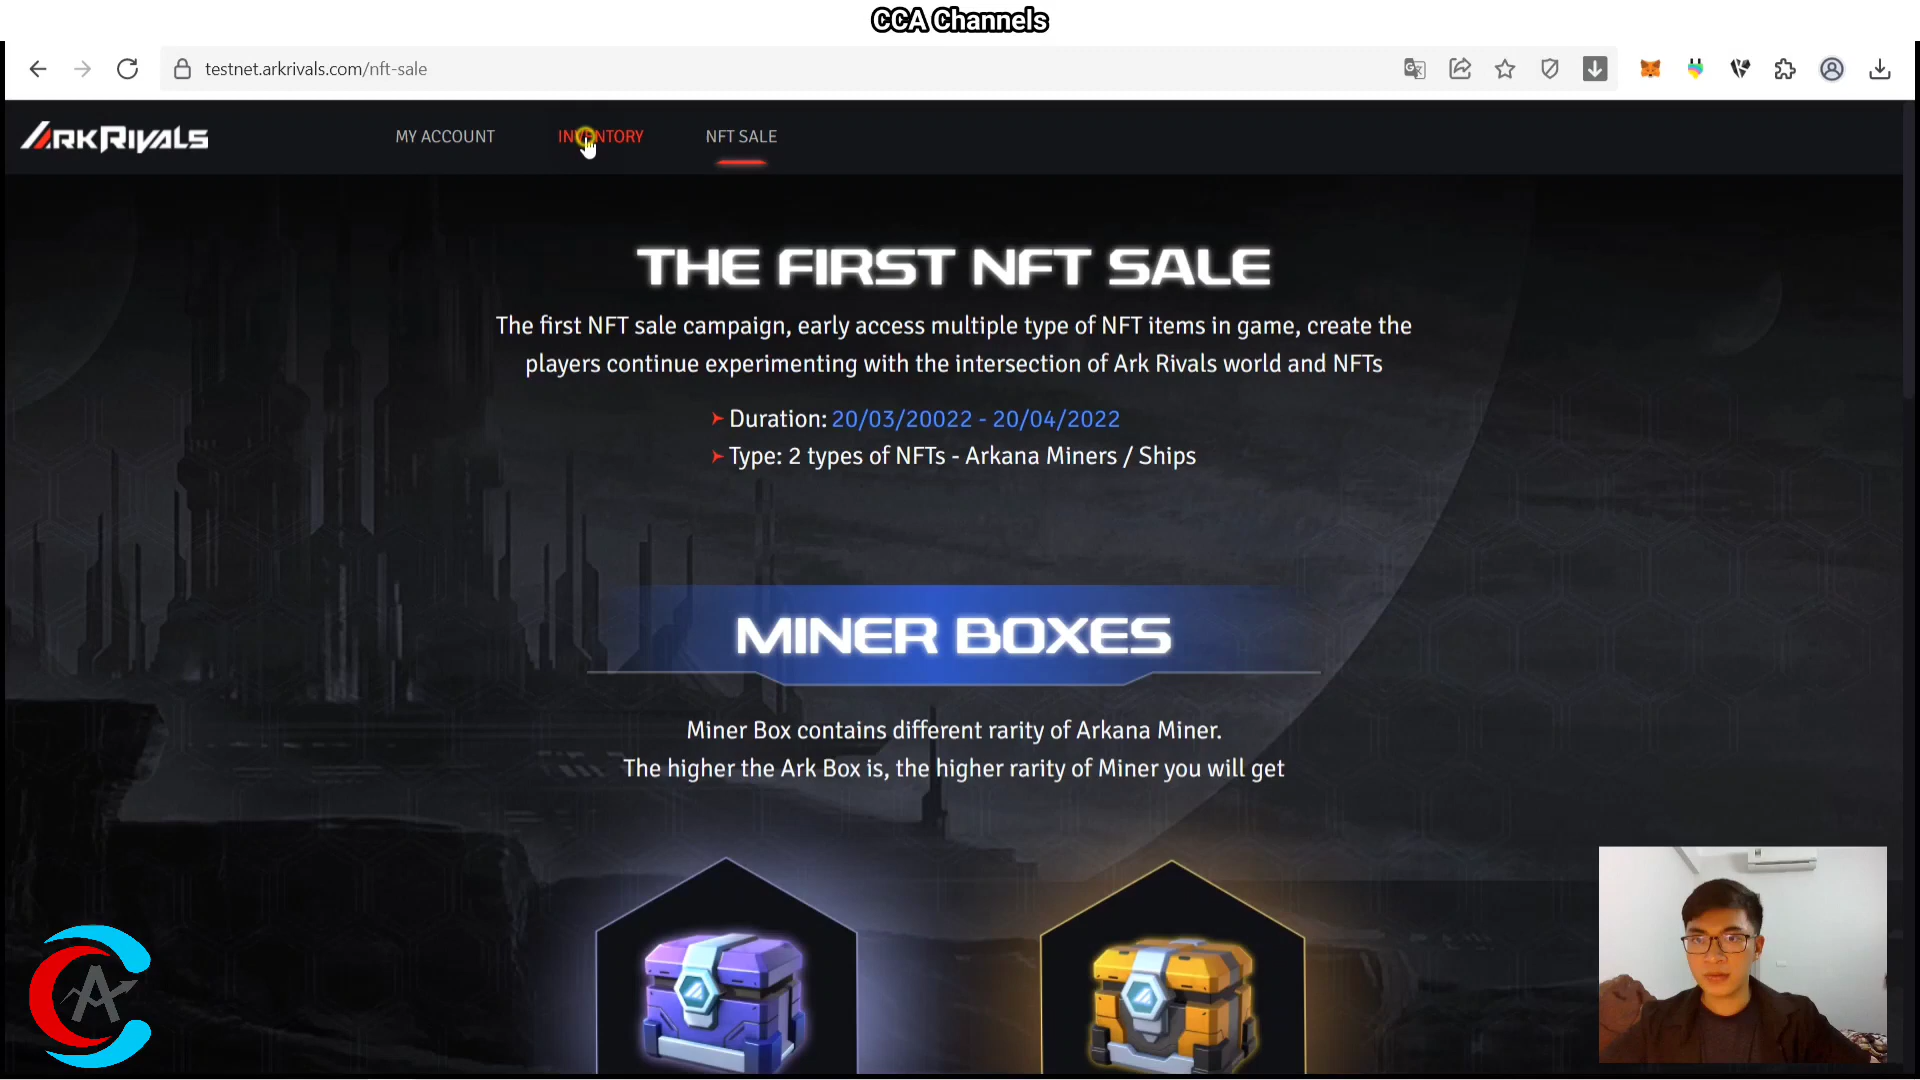 CCA Channels
testnet.arkrivals.com/nft-sale
ARKRIVALS
MY ACCOUNT
INVENTORY
NFT SALE
THE FIRST NFT SALE
The first NFT sale campaign, early access multiple type of NFT items in game, create the
players continue experimenting with the intersection of Ark Rivals world and NFTs
Duration: 20/03/20022 - 20/04/2022
Type: 2 types of NFTs - Arkana Miners / Ships
MINER BOXES
Miner Box contains different rarity of Arkana Miner.
The higher the Ark Box is, the higher rarity of Miner you will get
CA